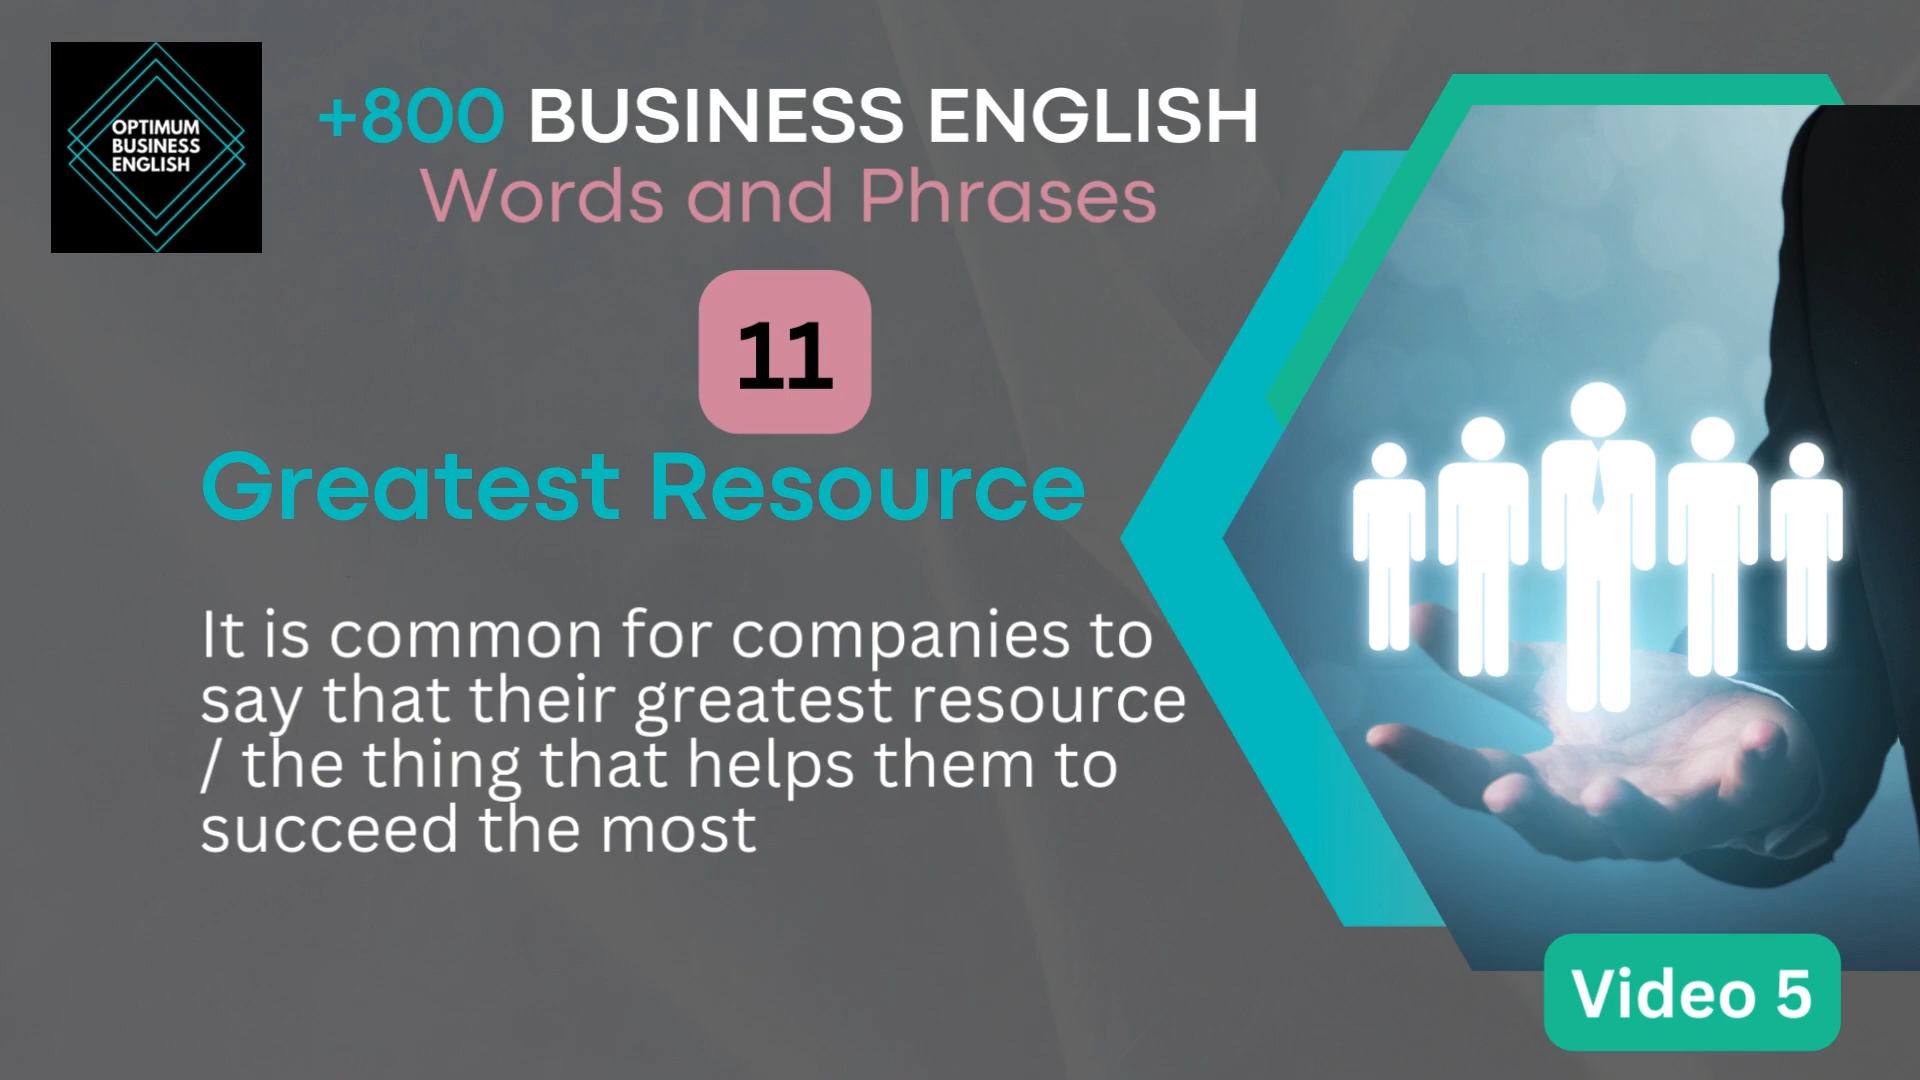 OPTIMUM
BUSINESS
ENGLISH
+800 BUSINESS ENGLISH
Words and Phrases
11
Greatest Resource
It is common for companies to
say that their greatest resource
/ the thing that helps them to
succeed the most
Video 5